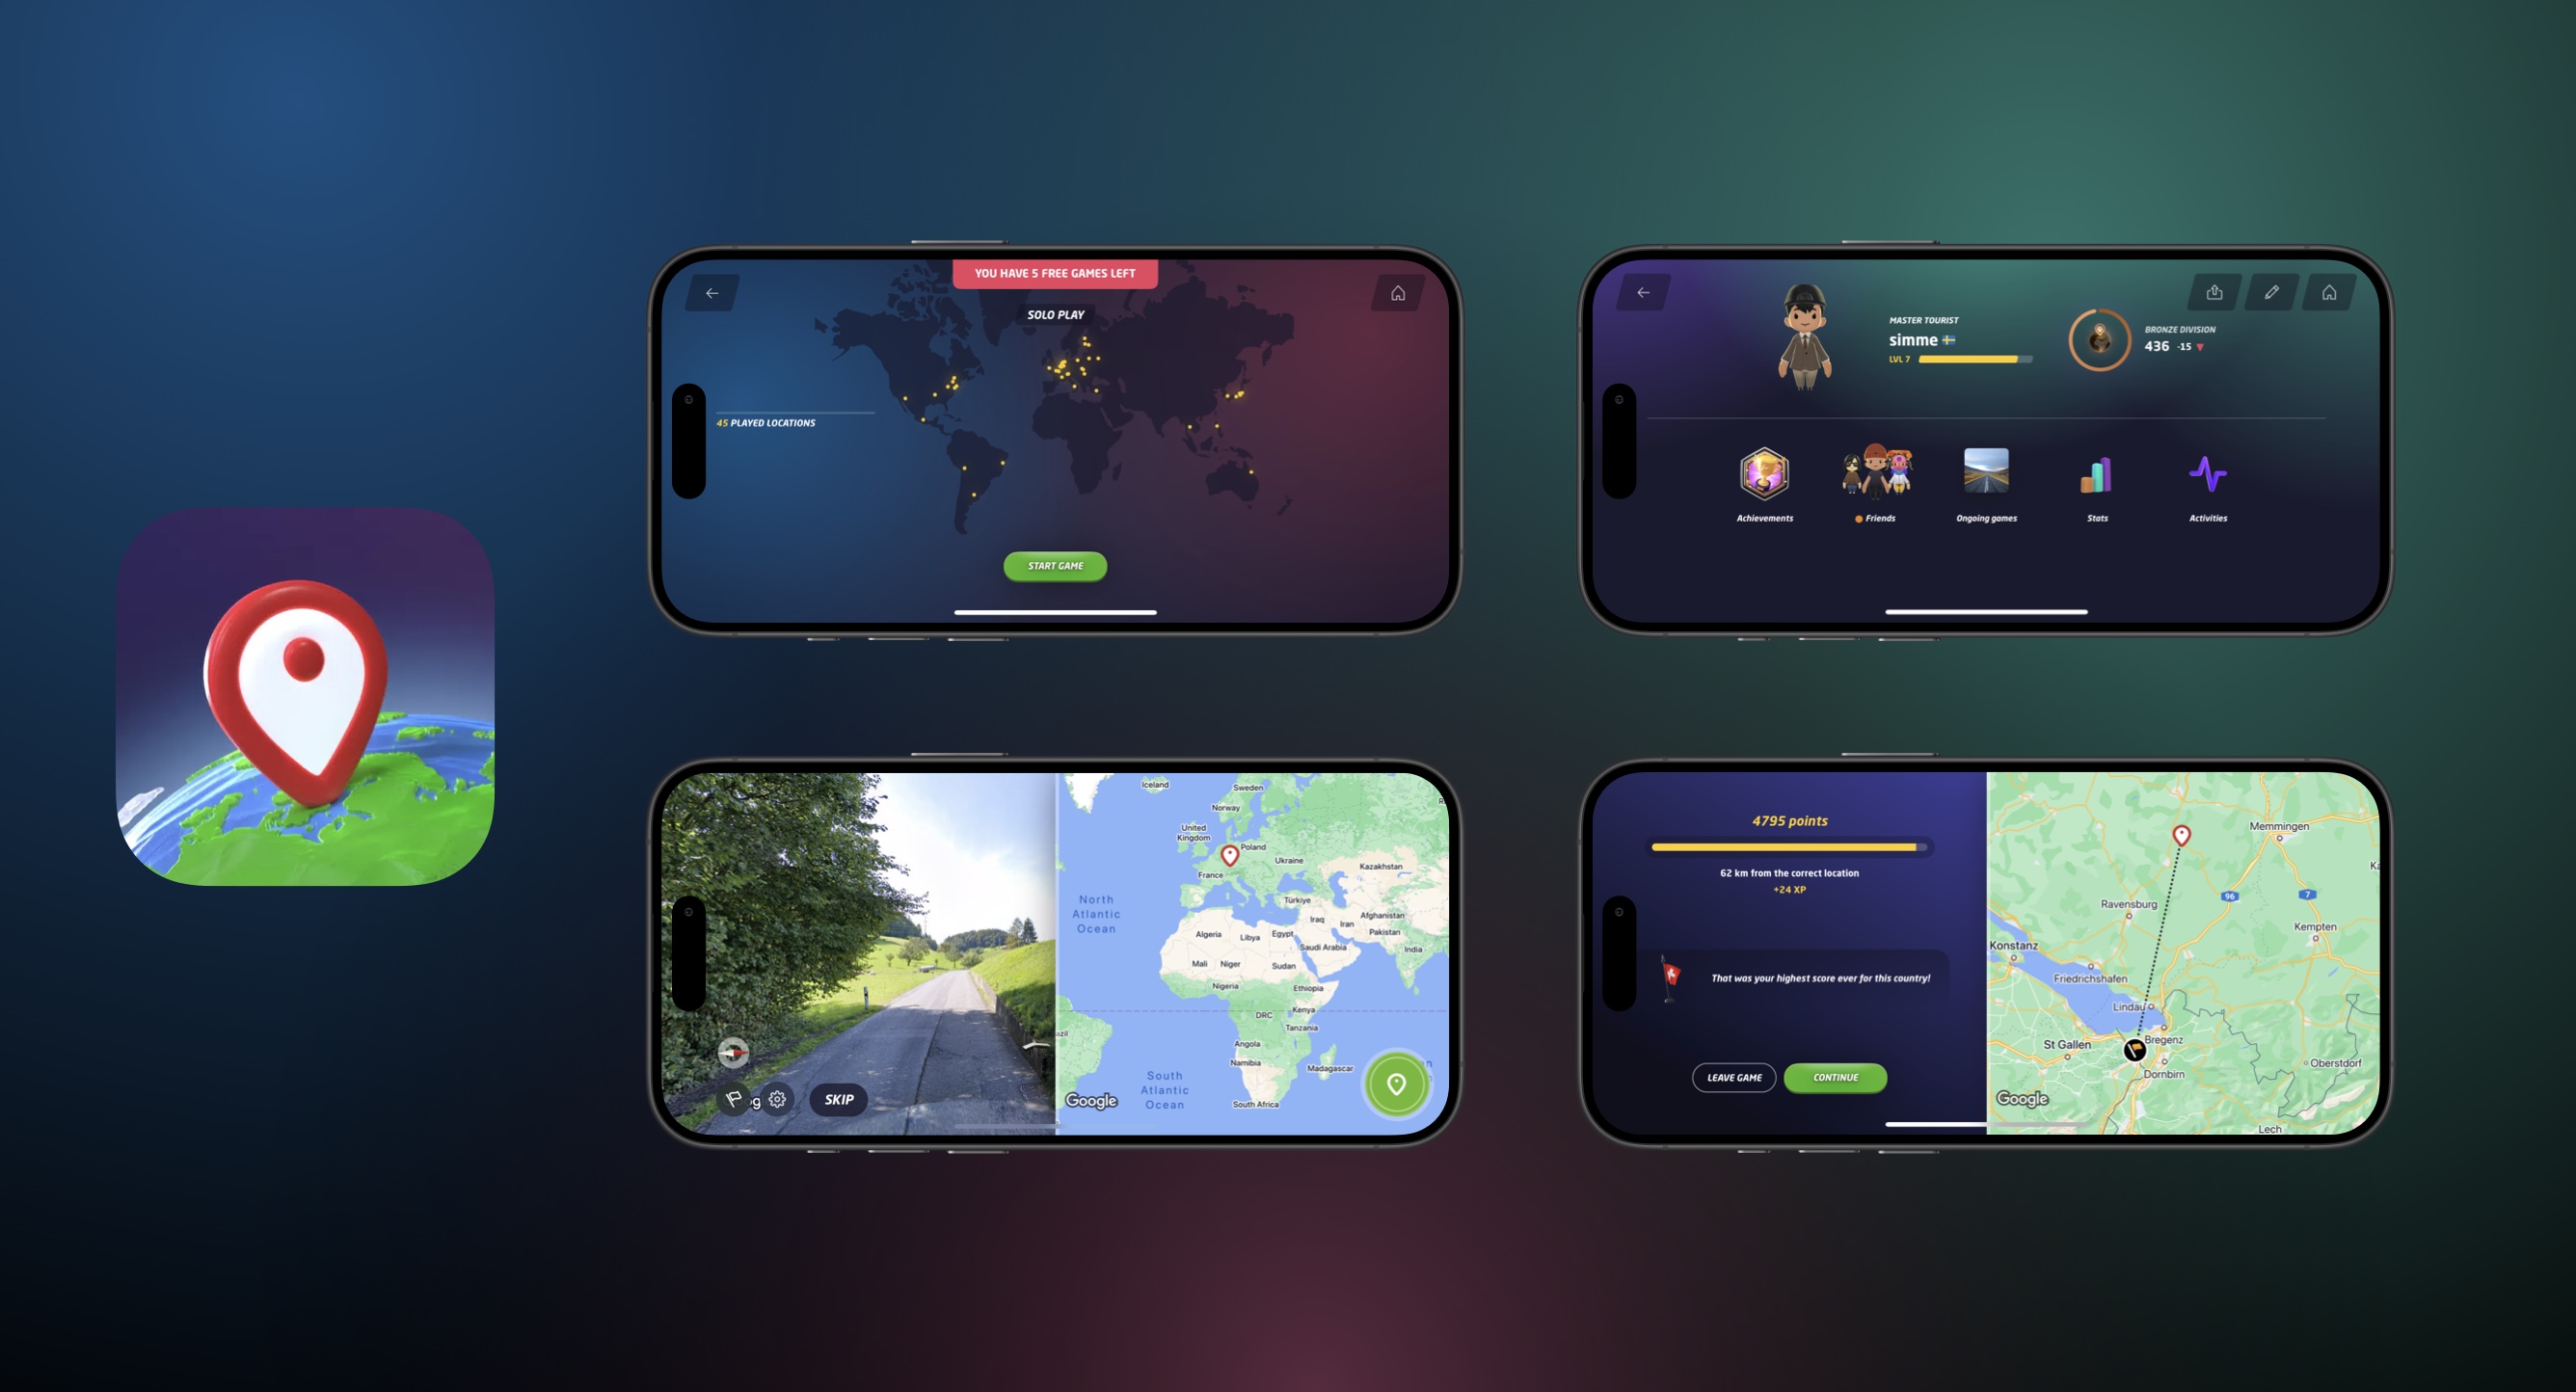 YOU HAVE 5 FREE GAMES LEFT
SOLO PLAY
45 PLAYED LOCATIONS
START GAME
MASTER TOURIST
simme
LVL 7
BRONZE DIVISION
436 -15
Achievements
Friends
Ongoing games
Stats
Activities
SKIP
Iceland
Sweden
Norway
United
Kingdom
Poland
Ukraine
Kazakhstan
France
North
Atlantic
Ocean
Türkiye
Iraq
Iran
Afghanistan
Pakistan
Algeria
Libya
Egypt
Saudi Arabia
India
Mali
Niger
Sudan
Nigeria
Ethiopia
DRC
Kenya
Tanzania
Angola
Namibia
Madagascar
South
Atlantic
Ocean
South Africa
Google
4795 points
62 km from the correct location
+24 XP
That was your highest score ever for this country!
LEAVE GAME
CONTINUE
Memmingen
96
7
Ravensburg
Kempten
Konstanz
Friedrichshafen
Lindau
St Gallen
Bregenz
Dornbirn
Oberstdorf
Lech
Google